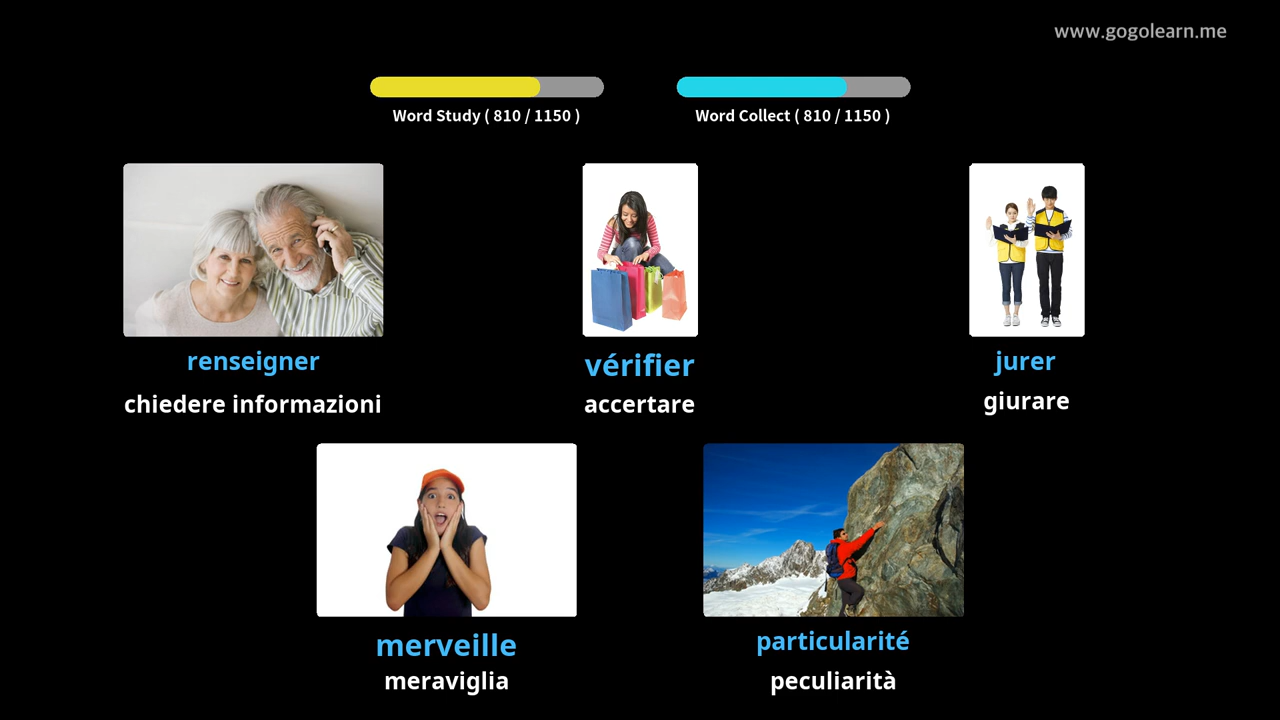 www.gogolearn.me
Word Study ( 810 / 1150 )
Word Collect ( 810 / 1150 )
renseigner
chiedere informazioni
vérifier
accertare
jurer
giurare
merveille
meraviglia
particularité
peculiarità